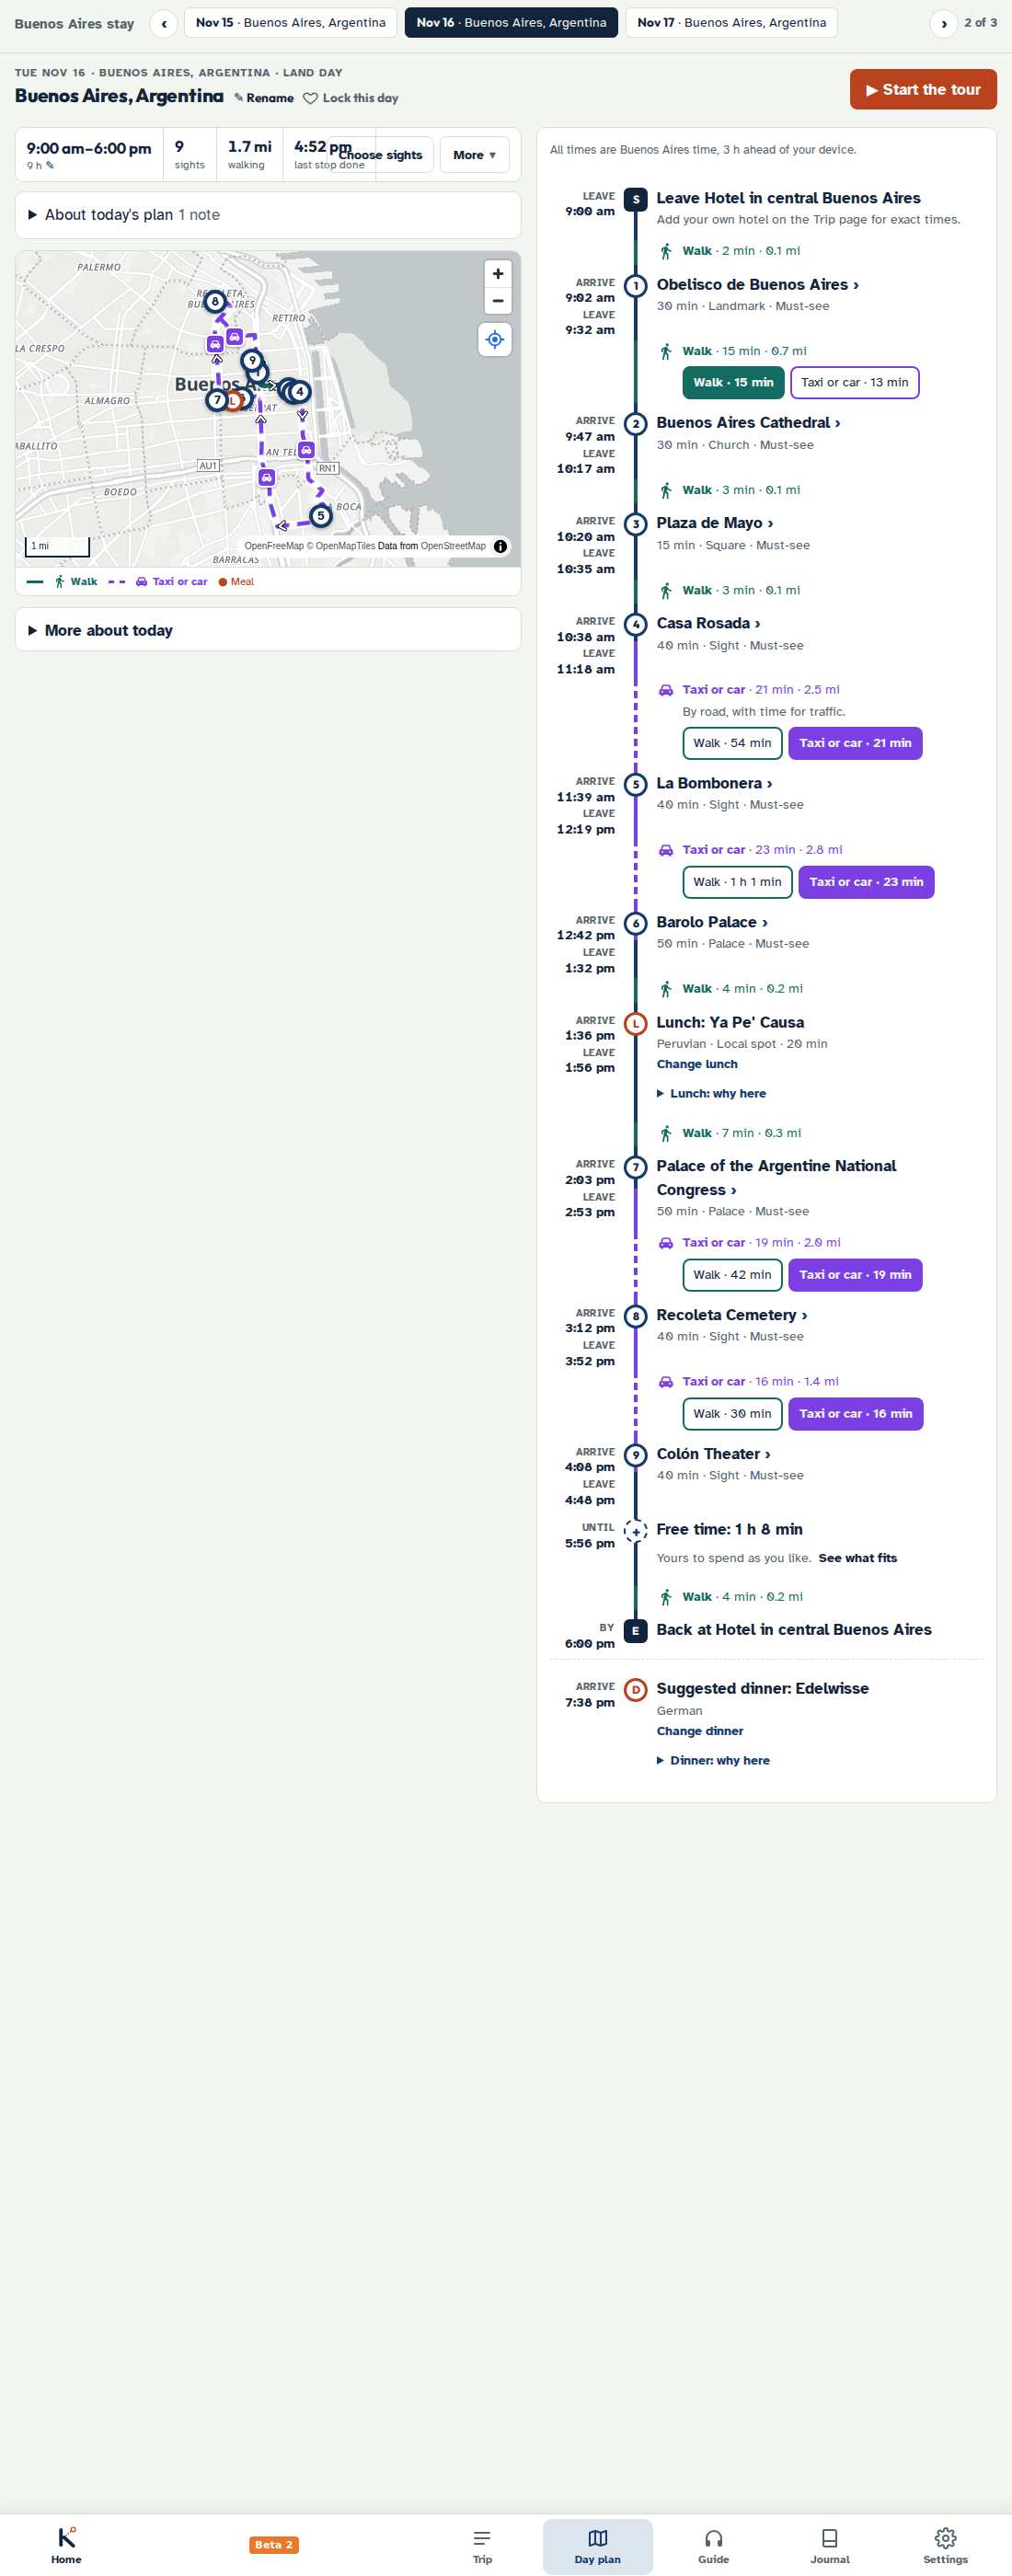 Buenos Aires stay
‹
Nov 15 · Buenos Aires, Argentina
Nov 16 · Buenos Aires, Argentina
Nov 17 · Buenos Aires, Argentina
›
2 of 3
TUE NOV 16 · BUENOS AIRES, ARGENTINA · LAND DAY
Buenos Aires, Argentina
✎ Rename
Lock this day
▶ Start the tour
9:00 am–6:00 pm
9 h ✎
9
sights
1.7 mi
walking
4:52 pm
last stop done
Choose sights
More ▾
▶ About today's plan 1 note
PALERMO
RETIRO
LA CRESPO
ALMAGRO
BOEDO
AU1
RN1
BARRACAS
8
9
7
L
4
5
+
−
1 mi
OpenFreeMap © OpenMapTiles Data from OpenStreetMap
Walk
Taxi or car
Meal
▶ More about today
All times are Buenos Aires time, 3 h ahead of your device.
LEAVE
9:00 am
S
Leave Hotel in central Buenos Aires
Add your own hotel on the Trip page for exact times.
Walk · 2 min · 0.1 mi
ARRIVE
9:02 am
LEAVE
9:32 am
1
Obelisco de Buenos Aires ›
30 min · Landmark · Must-see
Walk · 15 min · 0.7 mi
Walk · 15 min
Taxi or car · 13 min
ARRIVE
9:47 am
LEAVE
10:17 am
2
Buenos Aires Cathedral ›
30 min · Church · Must-see
Walk · 3 min · 0.1 mi
ARRIVE
10:20 am
LEAVE
10:35 am
3
Plaza de Mayo ›
15 min · Square · Must-see
Walk · 3 min · 0.1 mi
ARRIVE
10:38 am
LEAVE
11:18 am
4
Casa Rosada ›
40 min · Sight · Must-see
Taxi or car · 21 min · 2.5 mi
By road, with time for traffic.
Walk · 54 min
Taxi or car · 21 min
ARRIVE
11:39 am
LEAVE
12:19 pm
5
La Bombonera ›
40 min · Sight · Must-see
Taxi or car · 23 min · 2.8 mi
Walk · 1 h 1 min
Taxi or car · 23 min
ARRIVE
12:42 pm
LEAVE
1:32 pm
6
Barolo Palace ›
50 min · Palace · Must-see
Walk · 4 min · 0.2 mi
ARRIVE
1:36 pm
LEAVE
1:56 pm
L
Lunch: Ya Pe' Causa
Peruvian · Local spot · 20 min
Change lunch
▶ Lunch: why here
Walk · 7 min · 0.3 mi
ARRIVE
2:03 pm
LEAVE
2:53 pm
7
Palace of the Argentine National
Congress ›
50 min · Palace · Must-see
Taxi or car · 19 min · 2.0 mi
Walk · 42 min
Taxi or car · 19 min
ARRIVE
3:12 pm
LEAVE
3:52 pm
8
Recoleta Cemetery ›
40 min · Sight · Must-see
Taxi or car · 16 min · 1.4 mi
Walk · 30 min
Taxi or car · 16 min
ARRIVE
4:08 pm
LEAVE
4:48 pm
9
Colón Theater ›
40 min · Sight · Must-see
UNTIL
5:56 pm
+
Free time: 1 h 8 min
Yours to spend as you like. See what fits
Walk · 4 min · 0.2 mi
BY
6:00 pm
E
Back at Hotel in central Buenos Aires
ARRIVE
7:38 pm
D
Suggested dinner: Edelwisse
German
Change dinner
▶ Dinner: why here
Home
Beta 2
Trip
Day plan
Guide
Journal
Settings